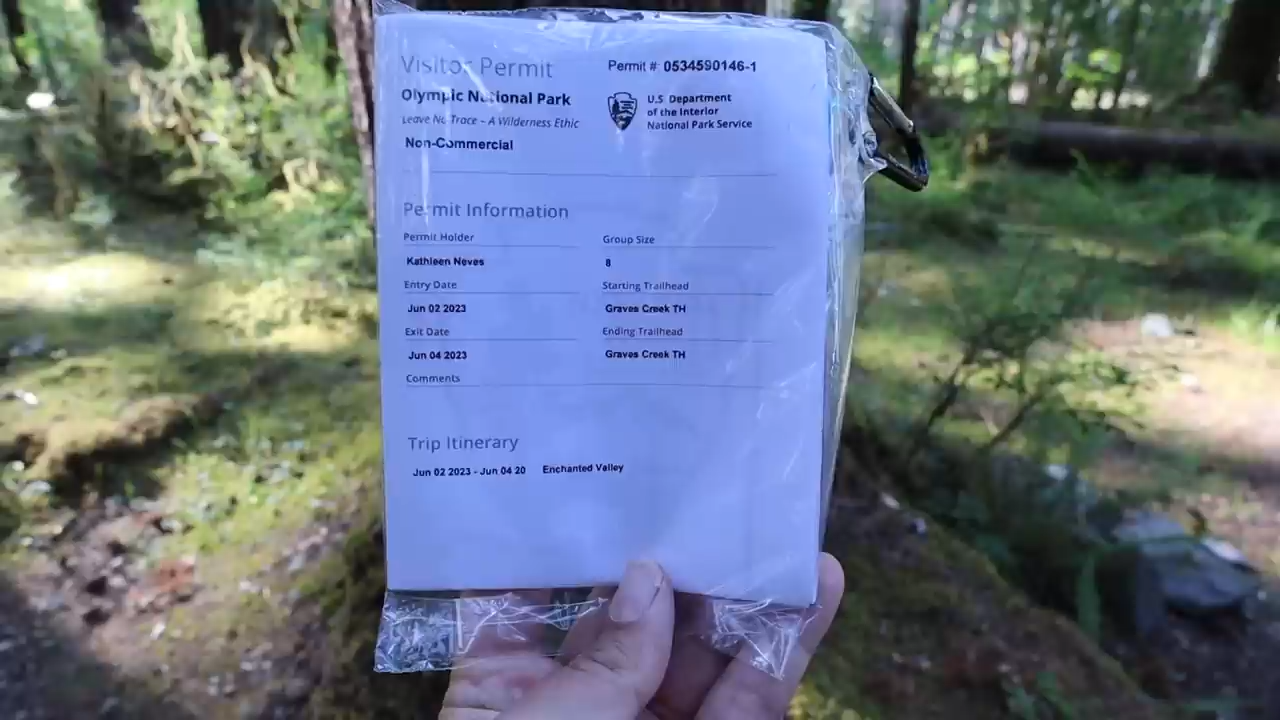 Visitor Permit
Permit #: 0534590146-1
Olympic National Park
Leave No Trace – A Wilderness Ethic
Non-Commercial
U.S. Department
of the Interior
National Park Service
Permit Information
Permit Holder
Group Size
Kathleen Neves
8
Entry Date
Starting Trailhead
Jun 02 2023
Graves Creek TH
Exit Date
Ending Trailhead
Jun 04 2023
Graves Creek TH
Comments
Trip Itinerary
Jun 02 2023 - Jun 04 20 Enchanted Valley